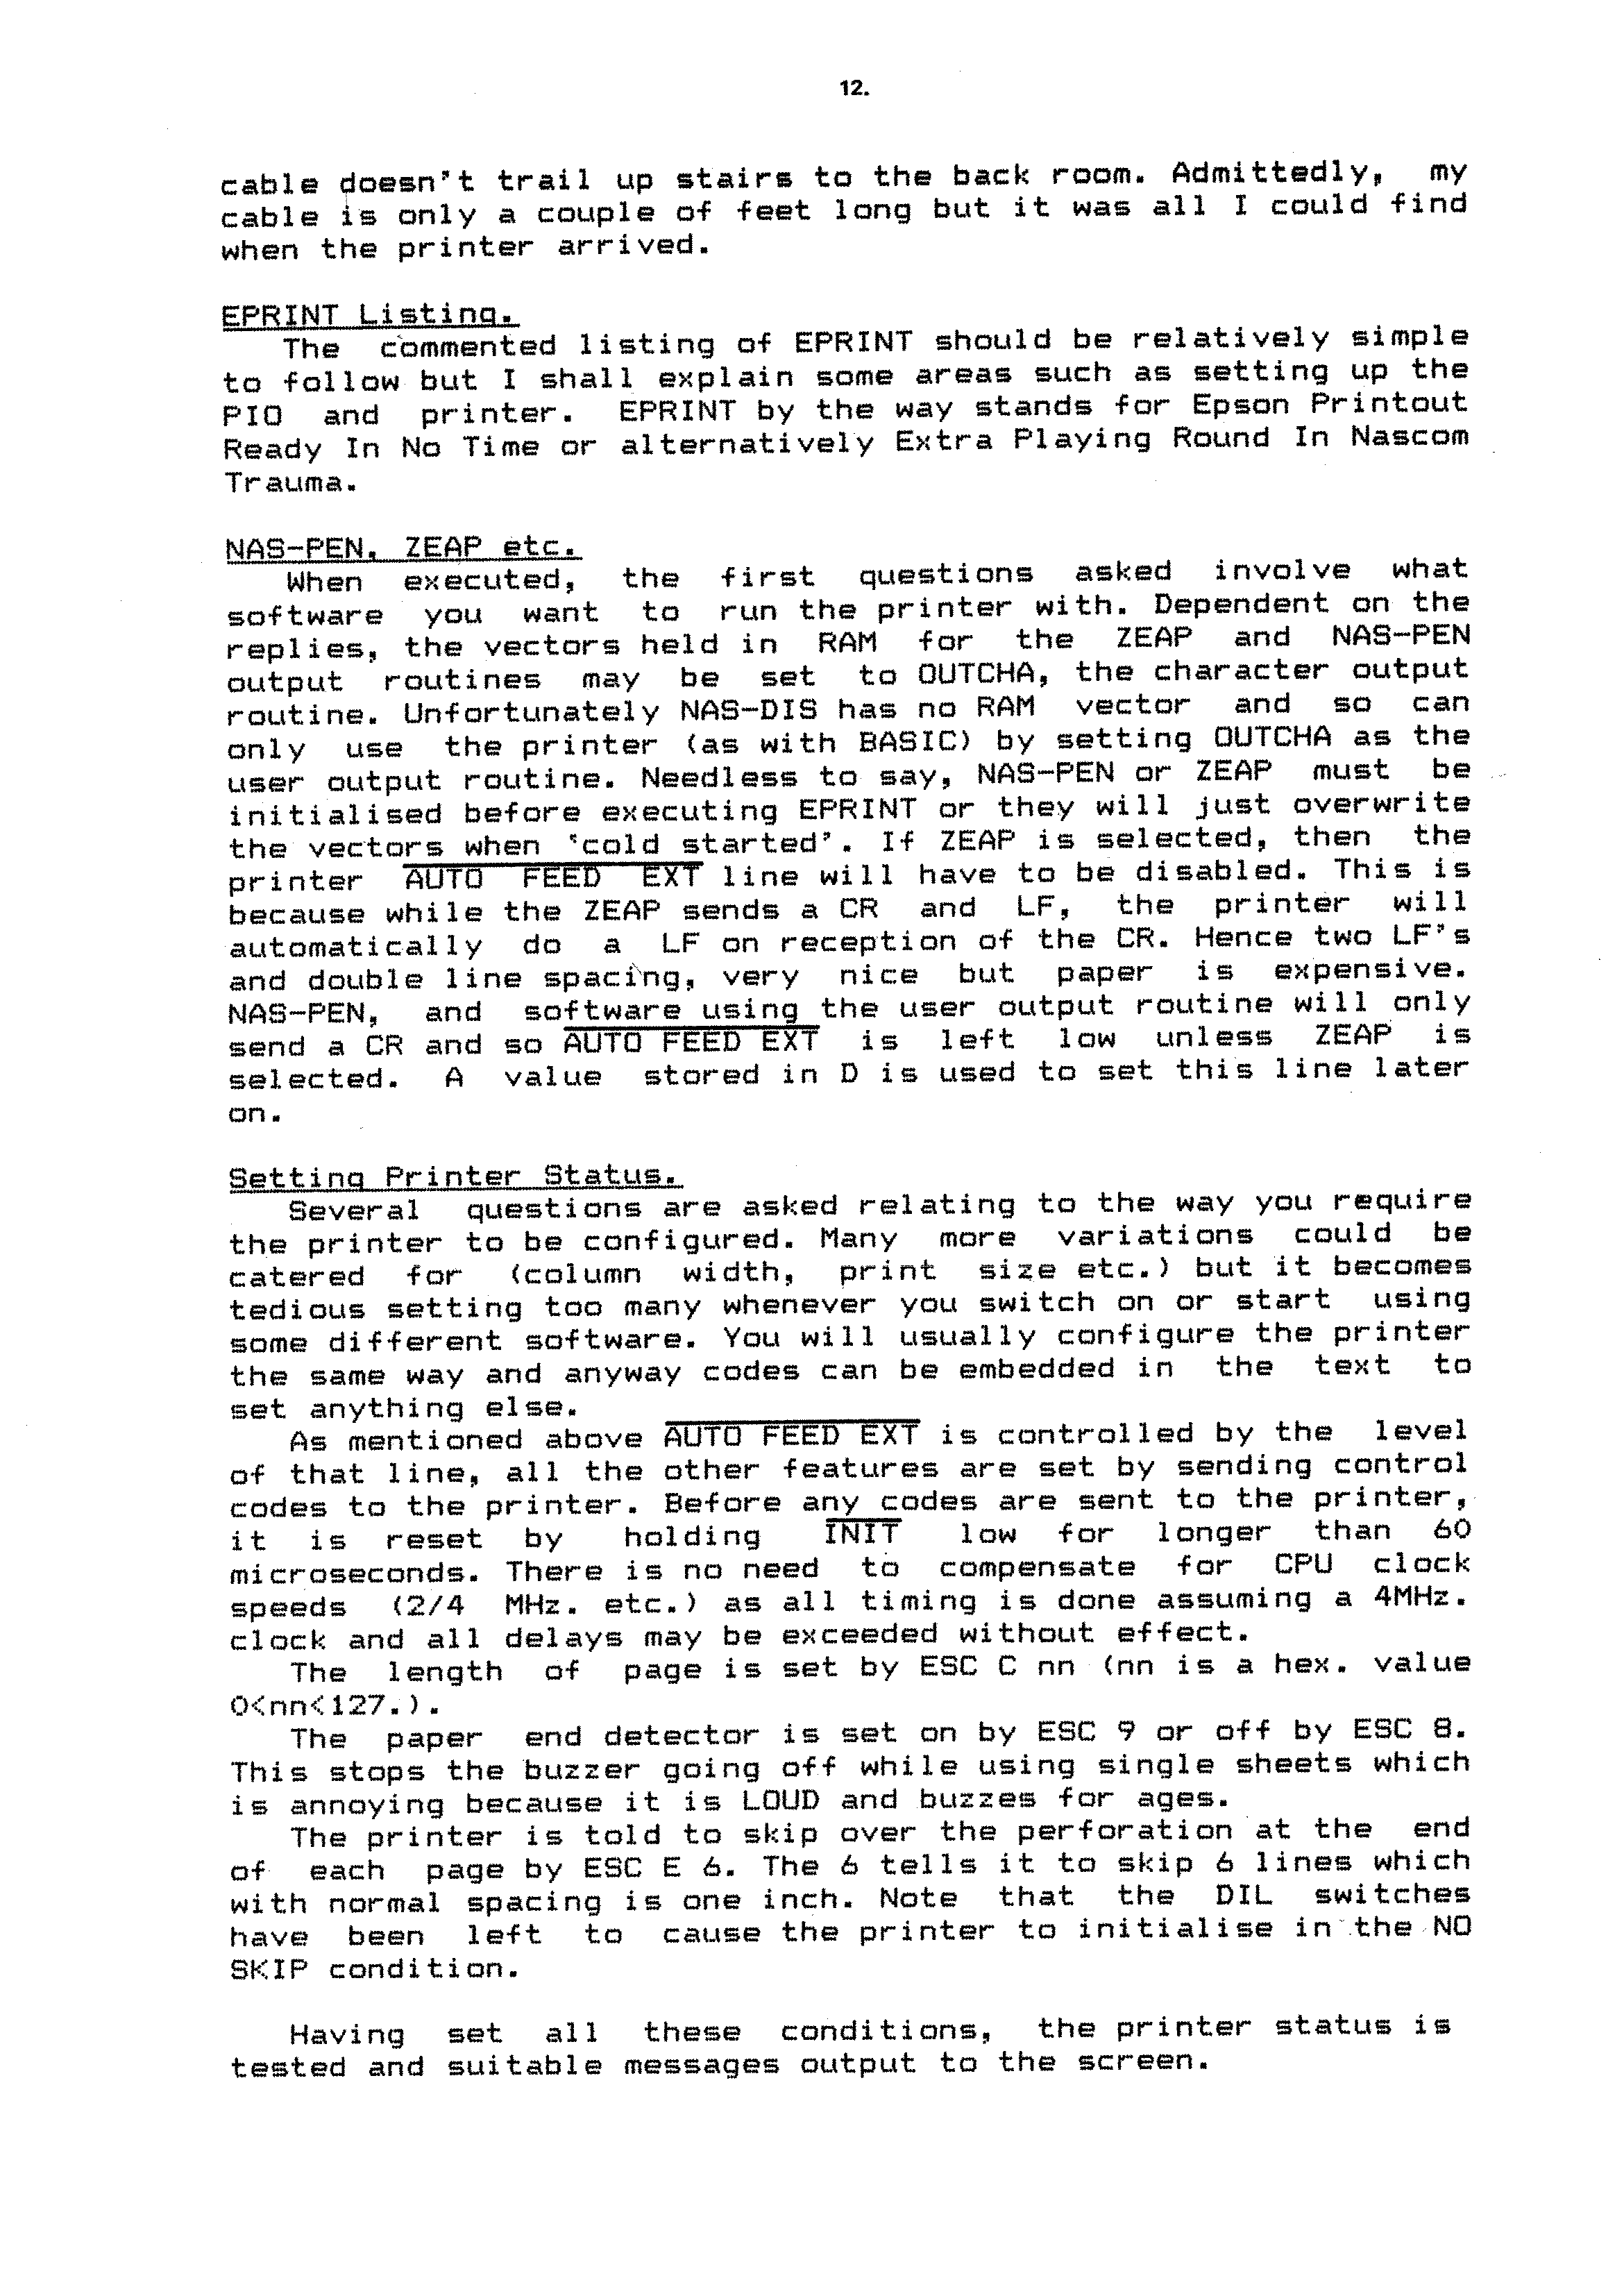 12.
cable doesn't trail up stairs to the back room. Admittedly, my
cable is only a couple of feet long but it was all I could find
when the printer arrived.
EPRINT Listing.
The commented listing of EPRINT should be relatively simple
to follow but I shall explain some areas such as setting up the
PIO and printer. EPRINT by the way stands for Epson Printout
Ready In No Time or alternatively Extra Playing Round In Nascom
Trauma.
NAS-PEN, ZEAP etc.
When executed, the first questions asked involve what
software you want to run the printer with. Dependent on the
replies, the vectors held in RAM for the ZEAP and NAS-PEN
output routines may be set to OUTCHA, the character output
routine. Unfortunately NAS-DIS has no RAM vector and so can
only use the printer (as with BASIC) by setting OUTCHA as the
user output routine. Needless to say, NAS-PEN or ZEAP must be
initialised before executing EPRINT or they will just overwrite
the vectors when 'cold started'. If ZEAP is selected, then the
printer AUTO FEED EXT line will have to be disabled. This is
because while the ZEAP sends a CR and LF, the printer will
automatically do a LF on reception of the CR. Hence two LF's
and double line spacing, very nice but paper is expensive.
NAS-PEN, and software using the user output routine will only
send a CR and so AUTO FEED EXT is left low unless ZEAP is
selected. A value stored in D is used to set this line later
on.
Setting Printer Status.
Several questions are asked relating to the way you require
the printer to be configured. Many more variations could be
catered for (column width, print size etc.) but it becomes
tedious setting too many whenever you switch on or start using
some different software. You will usually configure the printer
the same way and anyway codes can be embedded in the text to
set anything else.
As mentioned above AUTO FEED EXT is controlled by the level
of that line, all the other features are set by sending control
codes to the printer. Before any codes are sent to the printer,
it is reset by holding INIT low for longer than 60
microseconds. There is no need to compensate for CPU clock
speeds (2/4 MHz. etc.) as all timing is done assuming a 4MHz.
clock and all delays may be exceeded without effect.
The length of page is set by ESC C nn (nn is a hex. value
0<nn<127.).
The paper end detector is set on by ESC 9 or off by ESC 8.
This stops the buzzer going off while using single sheets which
is annoying because it is LOUD and buzzes for ages.
The printer is told to skip over the perforation at the end
of each page by ESC E 6. The 6 tells it to skip 6 lines which
with normal spacing is one inch. Note that the DIL switches
have been left to cause the printer to initialise in the NO
SKIP condition.
Having set all these conditions, the printer status is
tested and suitable messages output to the screen.